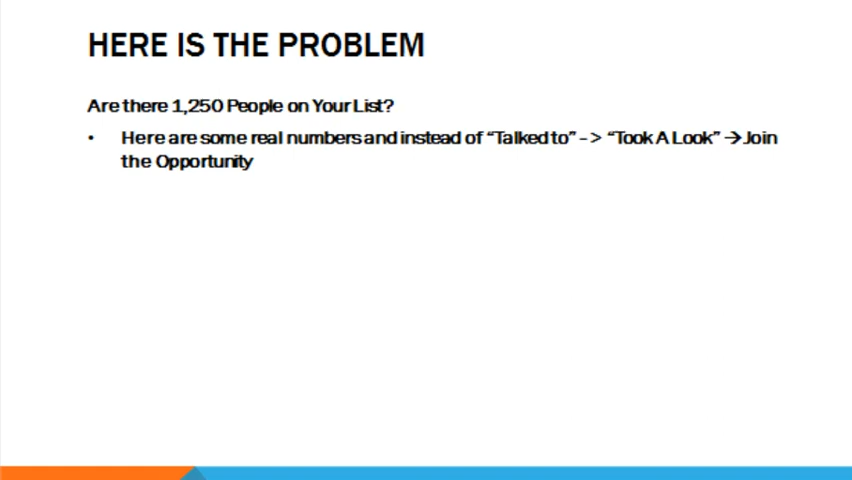 HERE IS THE PROBLEM
Are there 1,250 People on Your List?
• Here are some real numbers and instead of “Talked to” - > “Took A Look” → Join
the Opportunity